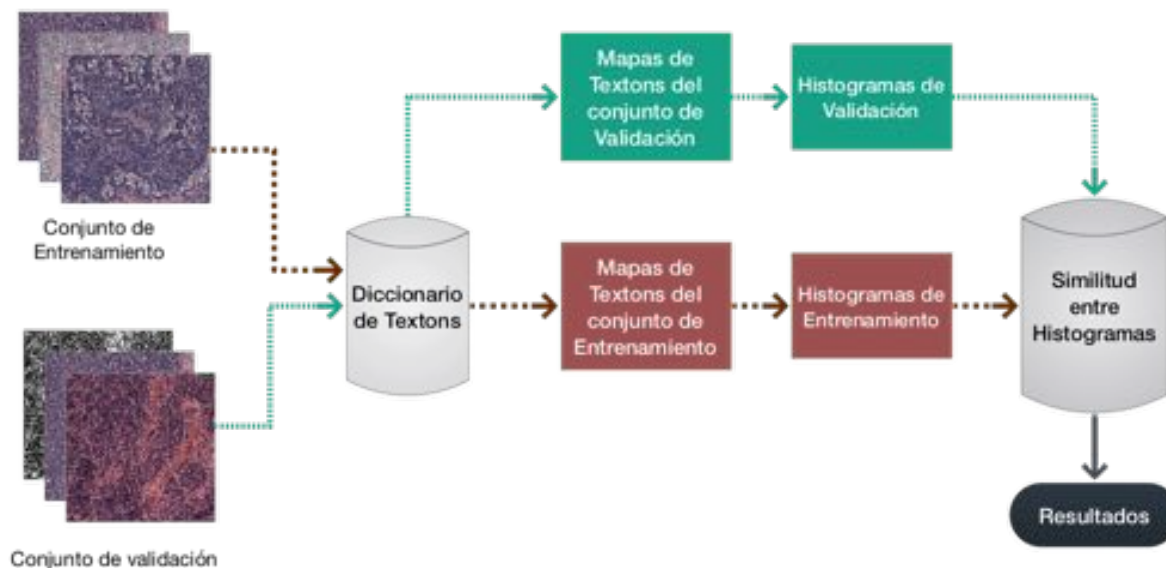 Conjunto de
Entrenamiento
Conjunto de validación
Diccionario
de Textons
Mapas de
Textons del
conjunto de
Validación
Histogramas de
Validación
Mapas de
Textons del
conjunto de
Entrenamiento
Histogramas de
Entrenamiento
Similitud
entre
Histogramas
Resultados